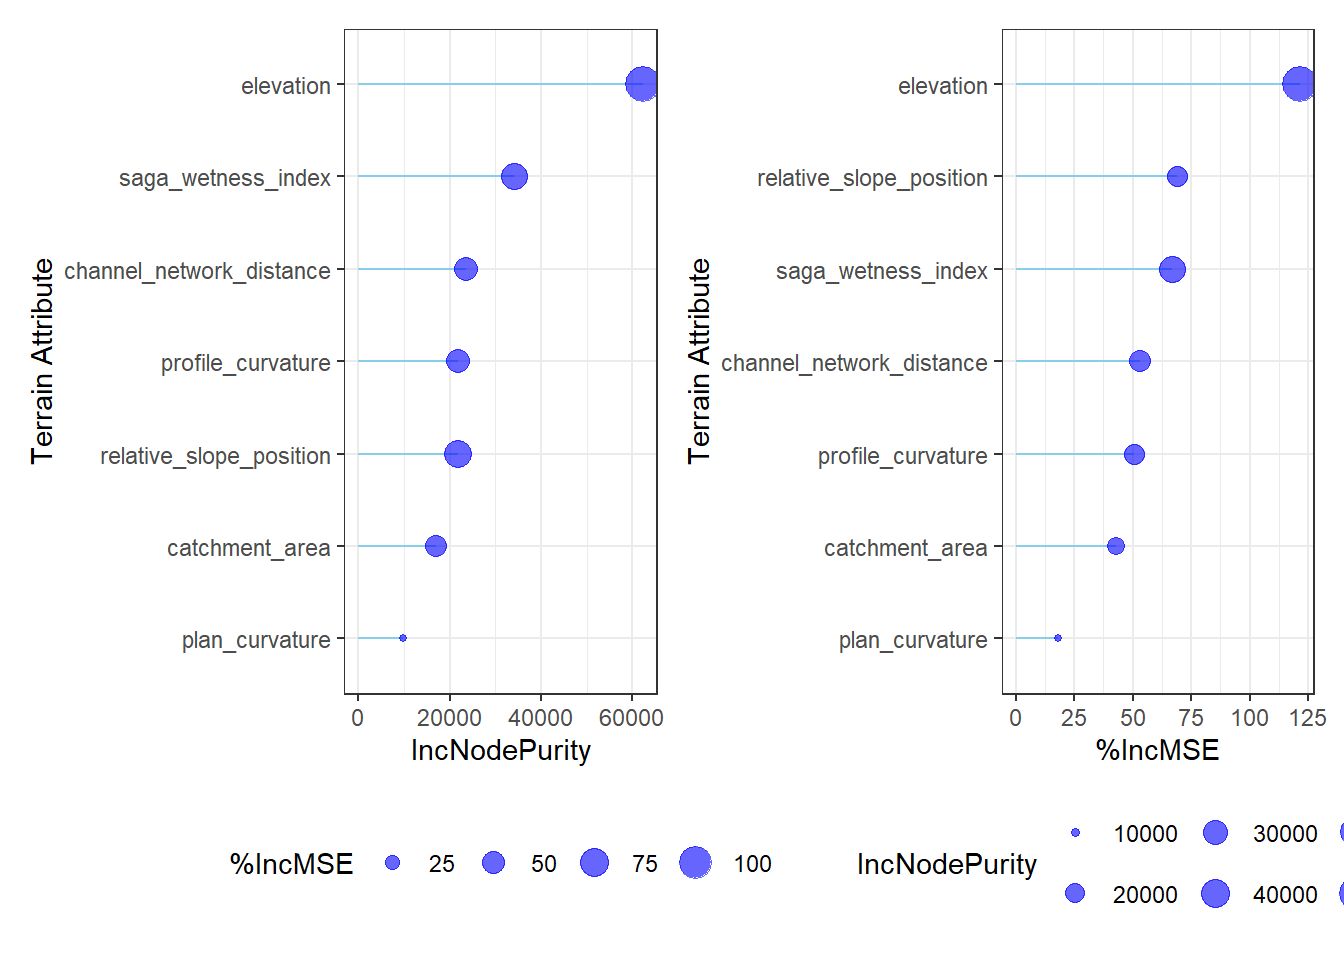 elevation
saga_wetness_index
channel_network_distance
profile_curvature
relative_slope_position
catchment_area
plan_curvature
Terrain Attribute
0 20000 40000 60000
IncNodePurity
%IncMSE 25 50 75 100
elevation
relative_slope_position
saga_wetness_index
channel_network_distance
profile_curvature
catchment_area
plan_curvature
Terrain Attribute
0 25 50 75 100 125
%IncMSE
IncNodePurity
10000 30000
20000 40000